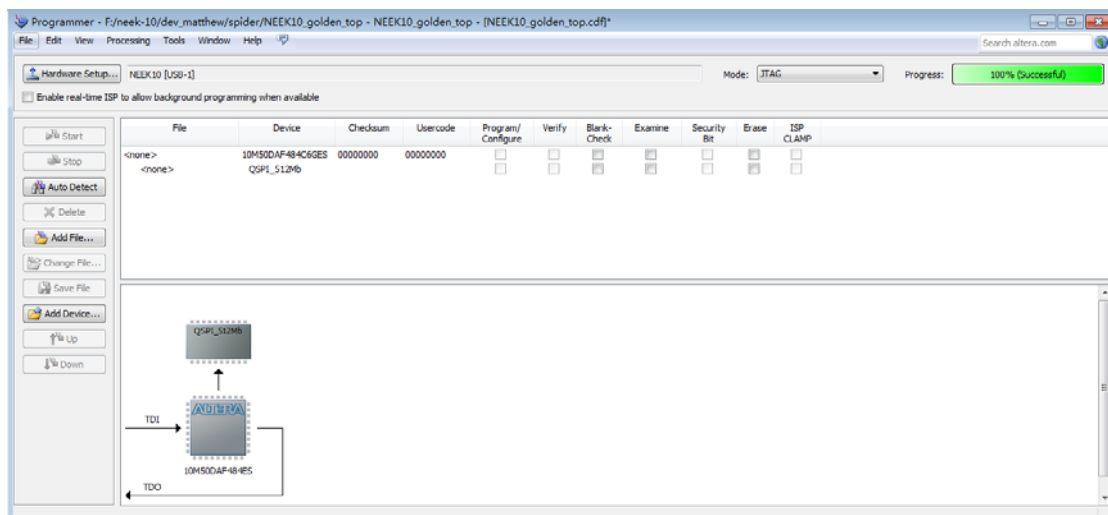 Programmer - F:/neek-10/dev_matthew/spider/NEEK10_golden_top - NEEK10_golden_top - [NEEK10_golden_top.cdf]*
File Edit View Processing Tools Window Help
Search altera.com
Hardware Setup... NEEK10 [USB-1] Mode: JTAG Progress: 100% (Successful)
Enable real-time ISP to allow background programming when available
Start
Stop
Auto Detect
Delete
Add File...
Change File...
Save File
Add Device...
Up
Down
File Device Checksum Usercode Program/ Verify Blank- Examine Security Erase ISP
Configure Check Bit CLAMP
<none> 10M50DAF484C6GES 00000000 00000000
<none> QSPI_512Mb
QSPI_512Mb
TDI
ALTERA
10M50DAF484ES
TDO